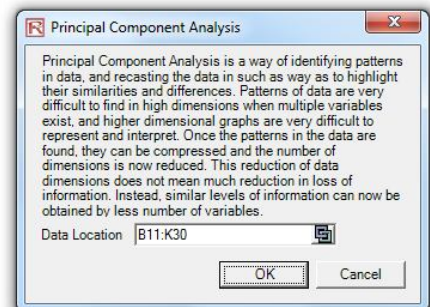 Principal Component Analysis
Principal Component Analysis is a way of identifying patterns
in data, and recasting the data in such as way as to highlight
their similarities and differences. Patterns of data are very
difficult to find in high dimensions when multiple variables
exist, and higher dimensional graphs are very difficult to
represent and interpret. Once the patterns in the data are
found, they can be compressed and the number of
dimensions is now reduced. This reduction of data
dimensions does not mean much reduction in loss of
information. Instead, similar levels of information can now be
obtained by less number of variables.
Data Location B11:K30
OK Cancel